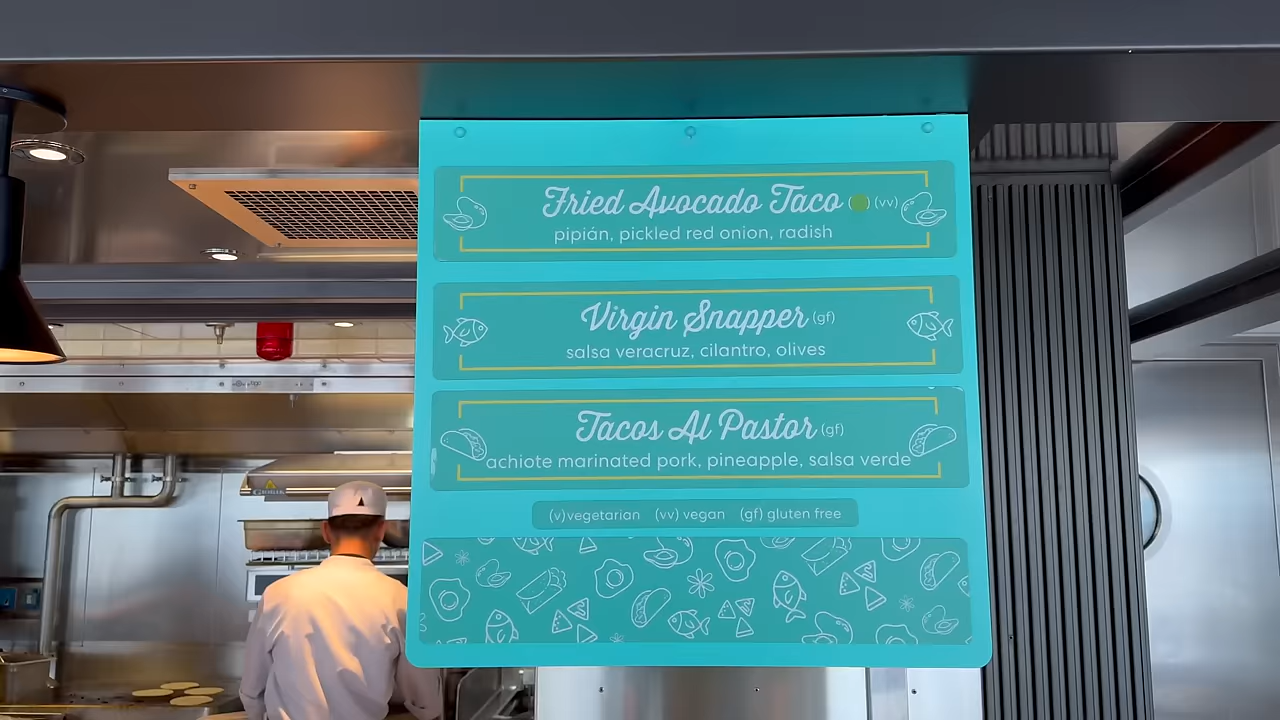 Fried Avocado Taco (vv)
pipián, pickled red onion, radish
Virgin Snapper (gf)
salsa veracruz, cilantro, olives
Tacos Al Pastor (gf)
achiote marinated pork, pineapple, salsa verde
(v)vegetarian (vv) vegan (gf) gluten free